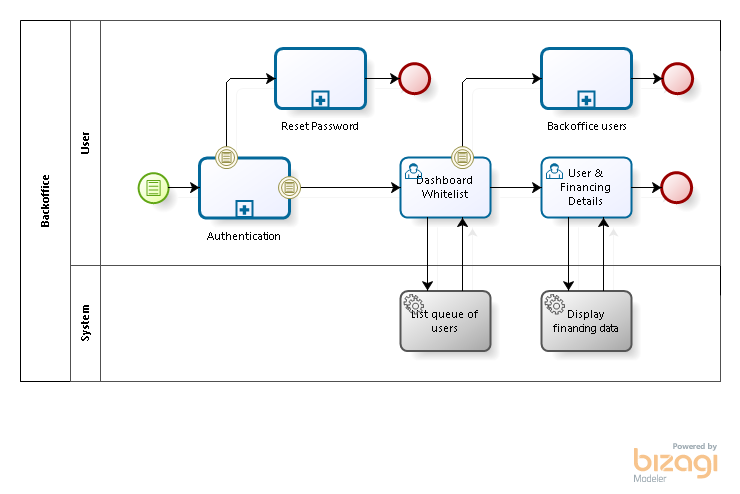 Backoffice
User
Reset Password
Backoffice users
Authentication
Dashboard
Whitelist
User &
Financing
Details
System
List queue of
users
Display
financing data
Powered by
bizagi
Modeler